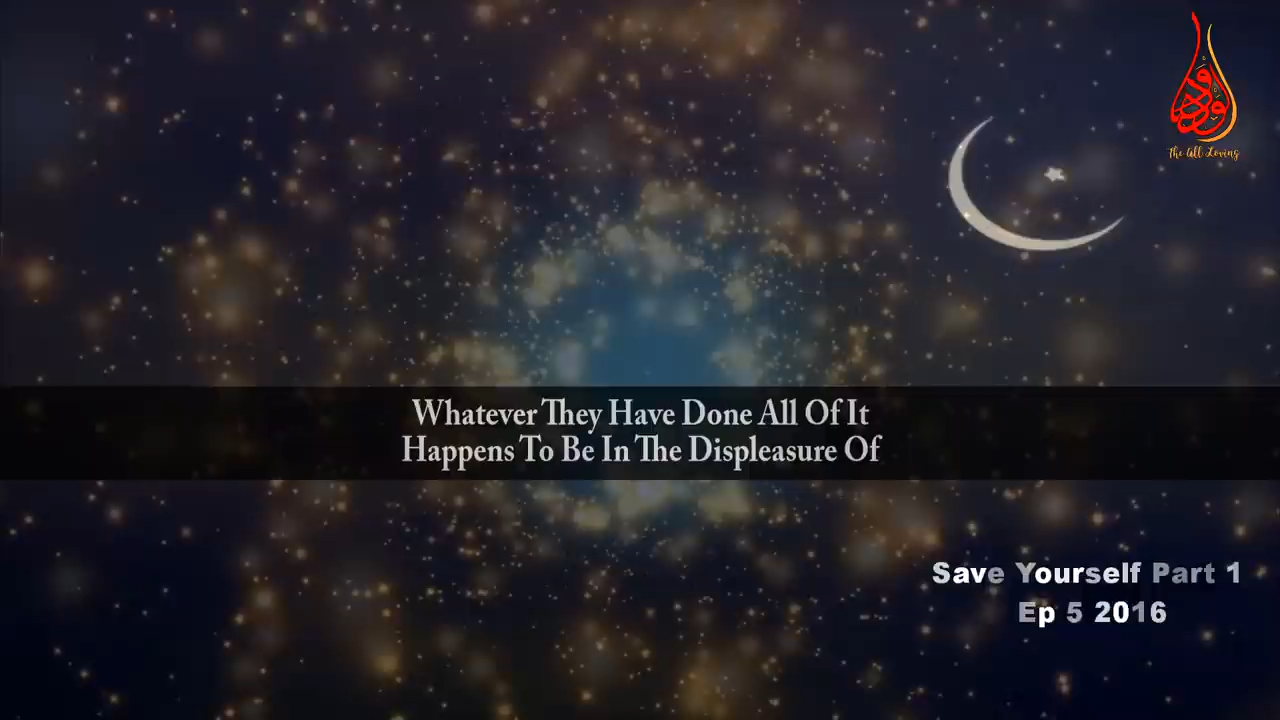 The All Loving
Whatever They Have Done All Of It
Happens To Be In The Displeasure Of
Save Yourself Part 1
Ep 5 2016